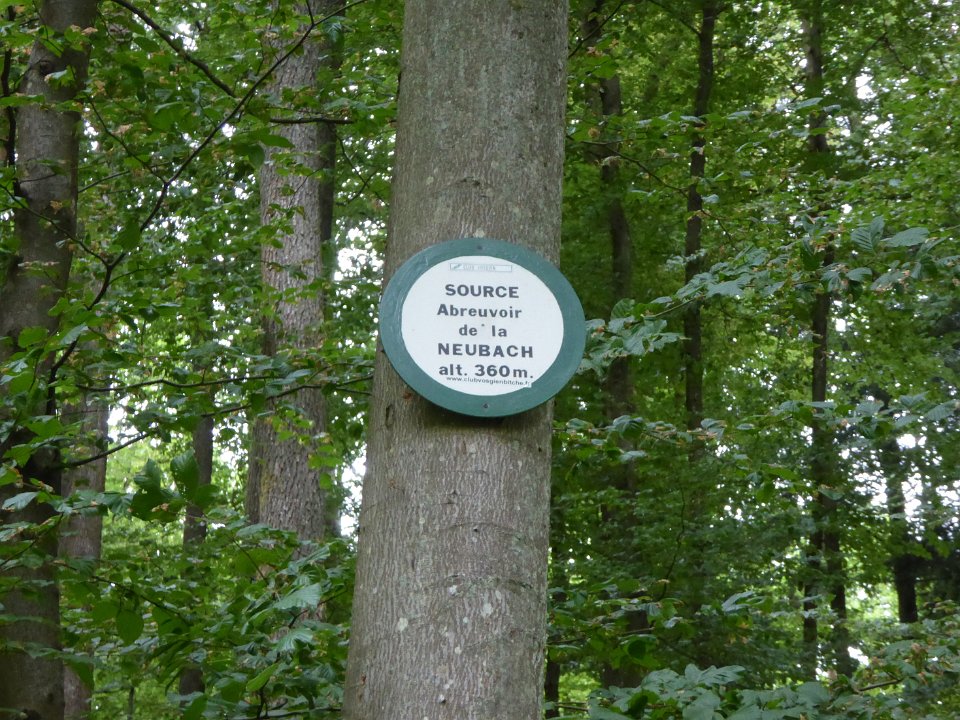 SOURCE
Abreuvoir
de la
NEUBACH
alt. 360m.
www.clubvosgienbitche.fr